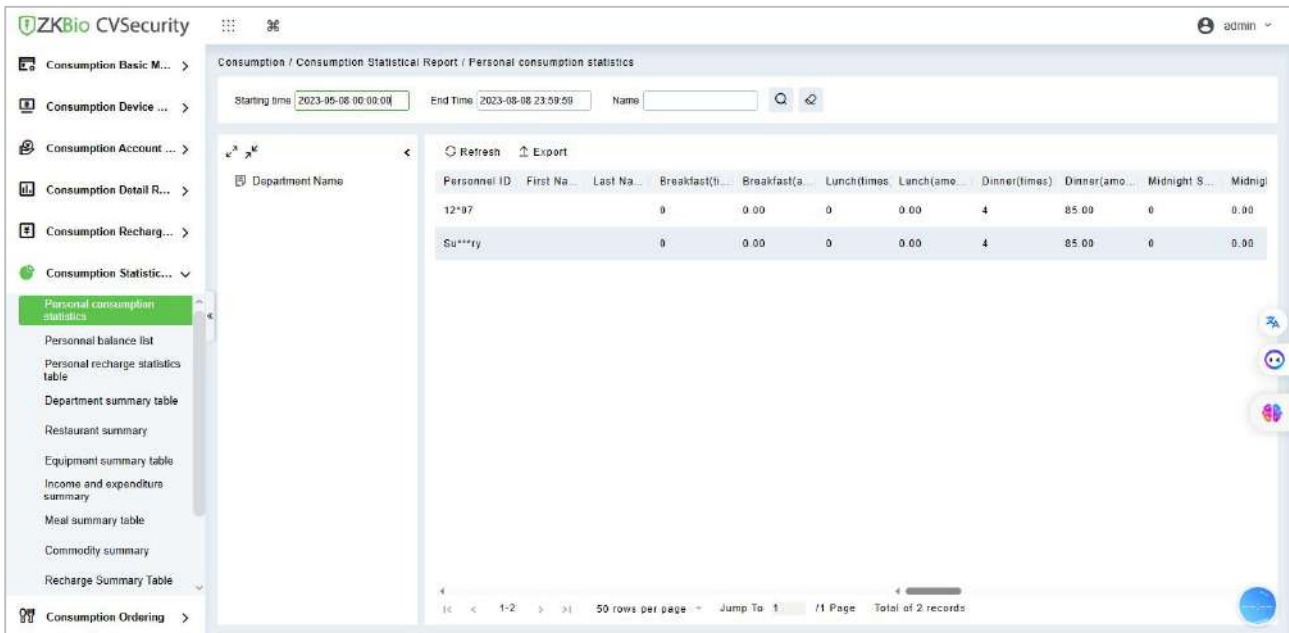 ZKBio CVSecurity
admin
Consumption Basic M...
Consumption Device ...
Consumption Account ...
Consumption Detail R...
Consumption Recharg...
Consumption Statistic...
Personal consumption
statistics
Personnal balance list
Personal recharge statistics
table
Department summary table
Restaurant summary
Equipment summary table
Income and expenditure
summary
Meal summary table
Commodity summary
Recharge Summary Table
Consumption Ordering
Consumption / Consumption Statistical Report / Personal consumption statistics
Starting time 2023-05-08 00:00:00 End Time 2023-08-08 23:59:59 Name
Department Name
Refresh Export
Personnel ID First Na... Last Na... Breakfast(ti... Breakfast(a... Lunch(times. Lunch(amo... Dinner(times) Dinner(amo... Midnight S... Midnigl
12*07 0 0.00 0 0.00 4 85.00 0 0.00
Su***ry 0 0.00 0 0.00 4 85.00 0 0.00
1-2 50 rows per page Jump To 1 /1 Page Total of 2 records